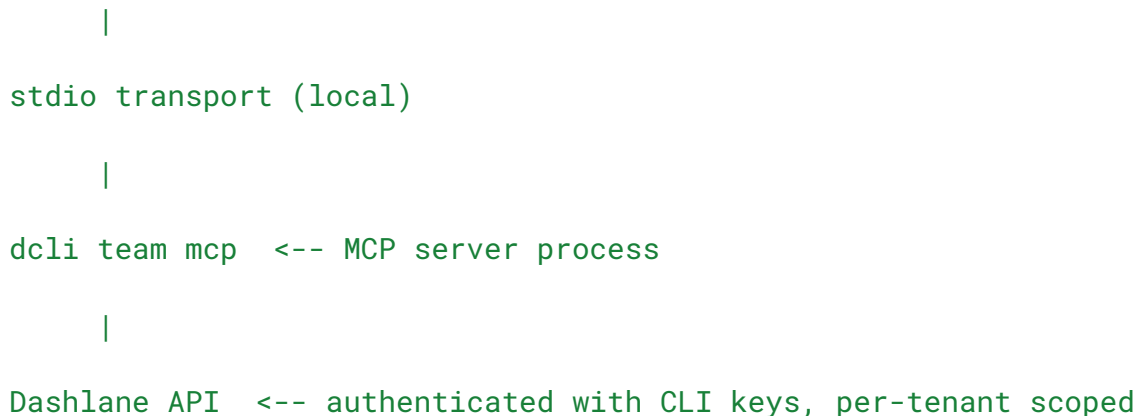 |
stdio transport (local)
|
dcli team mcp  <-- MCP server process
|
Dashlane API  <-- authenticated with CLI keys, per-tenant scoped